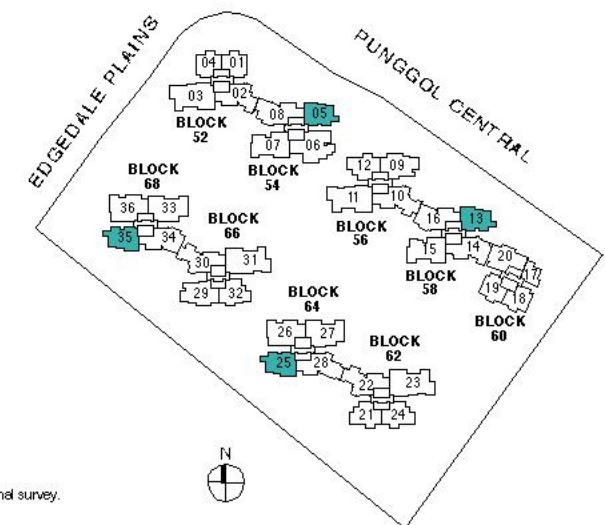 EDGEDALE PLAINS
PUNGGOL CENTRAL
04 01
03 02
BLOCK
52
08 05
07 06
BLOCK
54
12 09
11 10
BLOCK
56
16 13
15 14
BLOCK
58
20 17
19 18
BLOCK
60
BLOCK
68
36 33
35 34
BLOCK
66
30 31
29 32
BLOCK
64
26 27
25 28
BLOCK
62
22 23
21 24
N
nal survey.